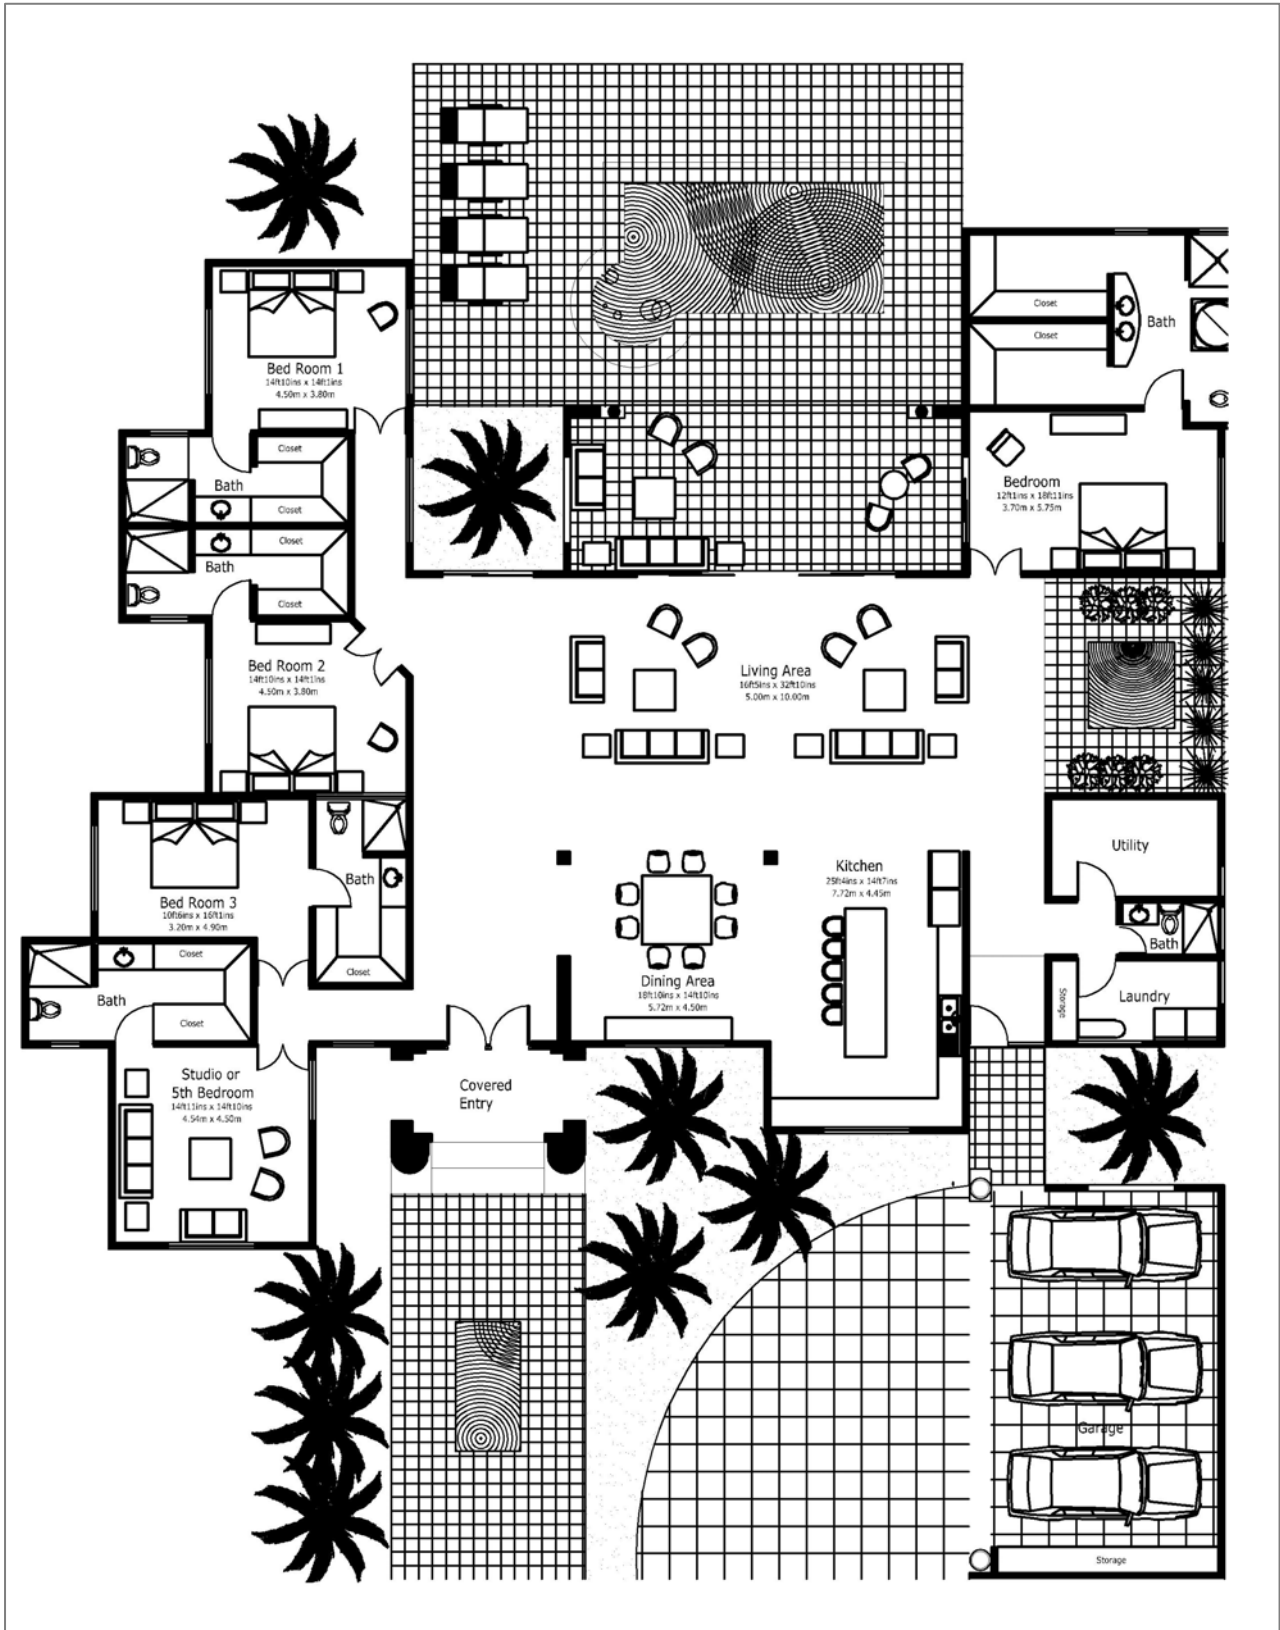 Closet
Closet
Bath
Bed Room 1
14ft10ins x 14ft1ins
4.50m x 3.80m
Closet
Bath
Closet
Closet
Bath
Closet
Bedroom
12ft1ins x 18ft11ins
3.70m x 5.75m
Bed Room 2
14ft10ins x 14ft1ins
4.50m x 3.80m
Living Area
16ft5ins x 32ft10ins
5.00m x 10.00m
Utility
Kitchen
25ft4ins x 14ft7ins
7.72m x 4.45m
Bath
Bed Room 3
10ft6ins x 16ft1ins
3.20m x 4.90m
Bath
Closet
Closet
Dining Area
18ft10ins x 14ft10ins
5.72m x 4.50m
Bath
Closet
Storage
Laundry
Studio or
5th Bedroom
14ft11ins x 14ft10ins
4.54m x 4.50m
Covered
Entry
Garage
Storage